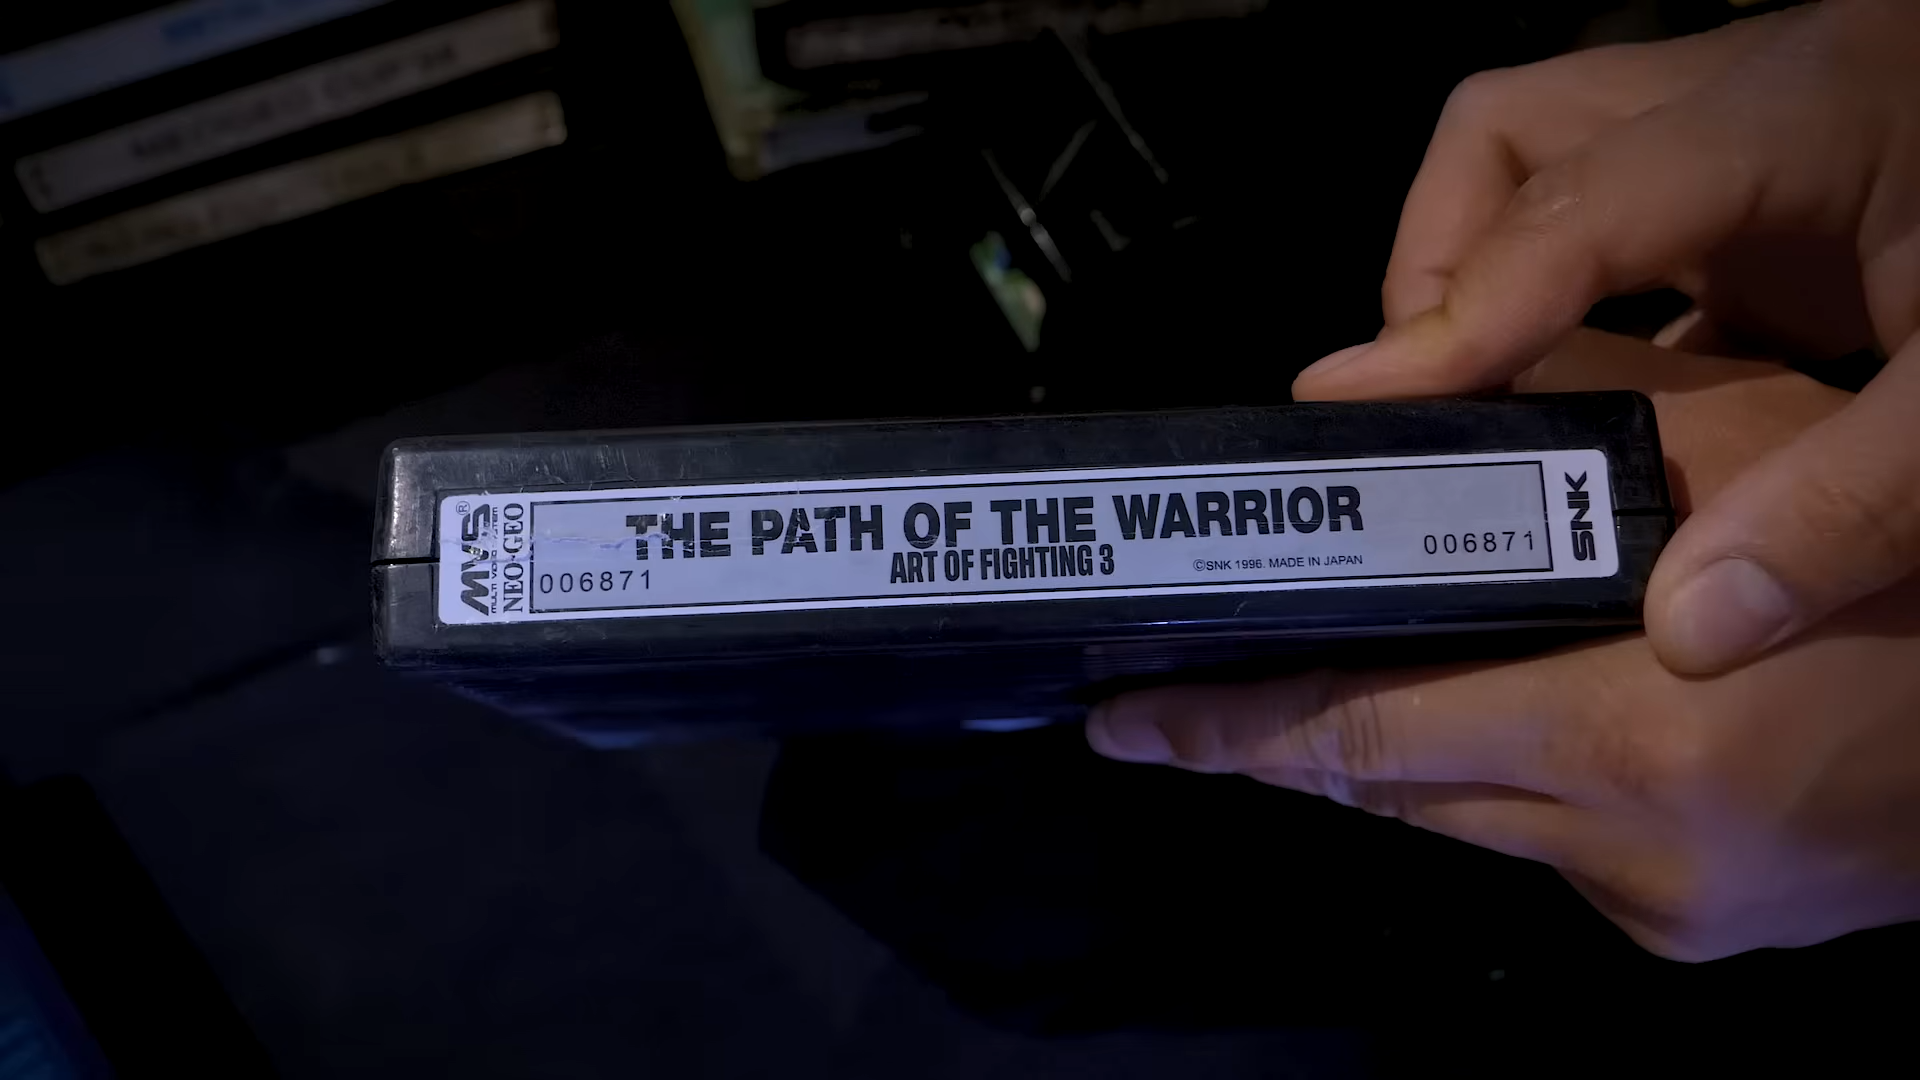 MVS®
MULTI VIDEO SYSTEM
NEO·GEO
THE PATH OF THE WARRIOR
ART OF FIGHTING 3
©SNK 1996. MADE IN JAPAN
006871
006871
SNK